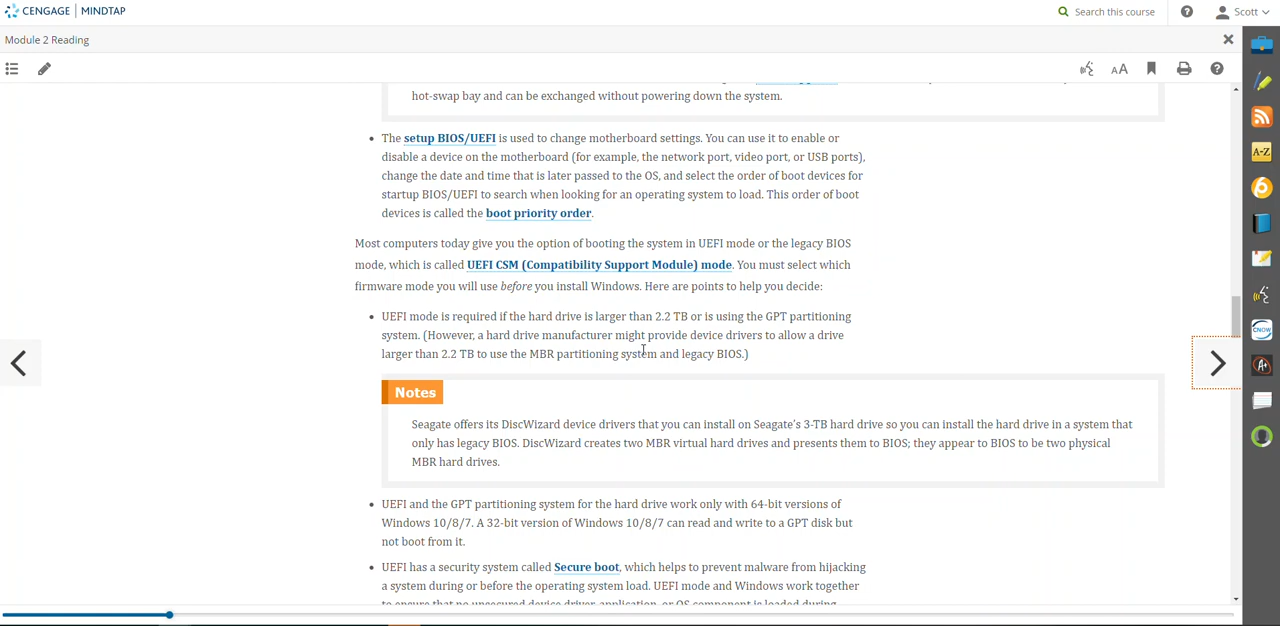 CENGAGE | MINDTAP
Search this course
Scott
Module 2 Reading
AA
hot-swap bay and can be exchanged without powering down the system.
• The setup BIOS/UEFI is used to change motherboard settings. You can use it to enable or
disable a device on the motherboard (for example, the network port, video port, or USB ports),
change the date and time that is later passed to the OS, and select the order of boot devices for
startup BIOS/UEFI to search when looking for an operating system to load. This order of boot
devices is called the boot priority order.
Most computers today give you the option of booting the system in UEFI mode or the legacy BIOS
mode, which is called UEFI CSM (Compatibility Support Module) mode. You must select which
firmware mode you will use before you install Windows. Here are points to help you decide:
• UEFI mode is required if the hard drive is larger than 2.2 TB or is using the GPT partitioning
system. (However, a hard drive manufacturer might provide device drivers to allow a drive
larger than 2.2 TB to use the MBR partitioning system and legacy BIOS.)
Notes
Seagate offers its DiscWizard device drivers that you can install on Seagate's 3-TB hard drive so you can install the hard drive in a system that
only has legacy BIOS. DiscWizard creates two MBR virtual hard drives and presents them to BIOS; they appear to BIOS to be two physical
MBR hard drives.
• UEFI and the GPT partitioning system for the hard drive work only with 64-bit versions of
Windows 10/8/7. A 32-bit version of Windows 10/8/7 can read and write to a GPT disk but
not boot from it.
• UEFI has a security system called Secure boot, which helps to prevent malware from hijacking
a system during or before the operating system load. UEFI mode and Windows work together
to ensure that no unsecured device driver, application, or OS component is loaded during
A-Z
CNOW
A+